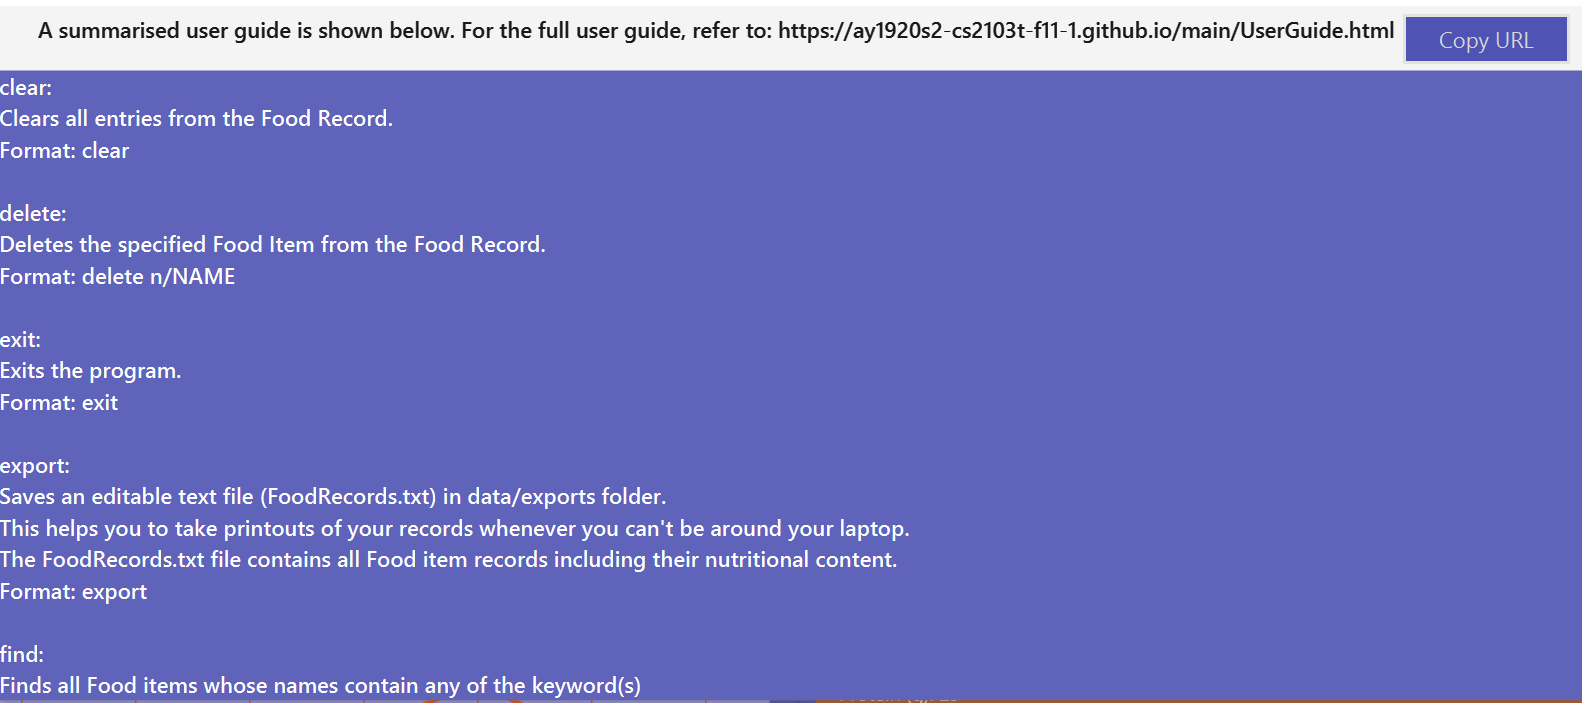 A summarised user guide is shown below. For the full user guide, refer to: https://ay1920s2-cs2103t-f11-1.github.io/main/UserGuide.html
Copy URL
clear:
Clears all entries from the Food Record.
Format: clear
delete:
Deletes the specified Food Item from the Food Record.
Format: delete n/NAME
exit:
Exits the program.
Format: exit
export:
Saves an editable text file (FoodRecords.txt) in data/exports folder.
This helps you to take printouts of your records whenever you can't be around your laptop.
The FoodRecords.txt file contains all Food item records including their nutritional content.
Format: export
find:
Finds all Food items whose names contain any of the keyword(s)